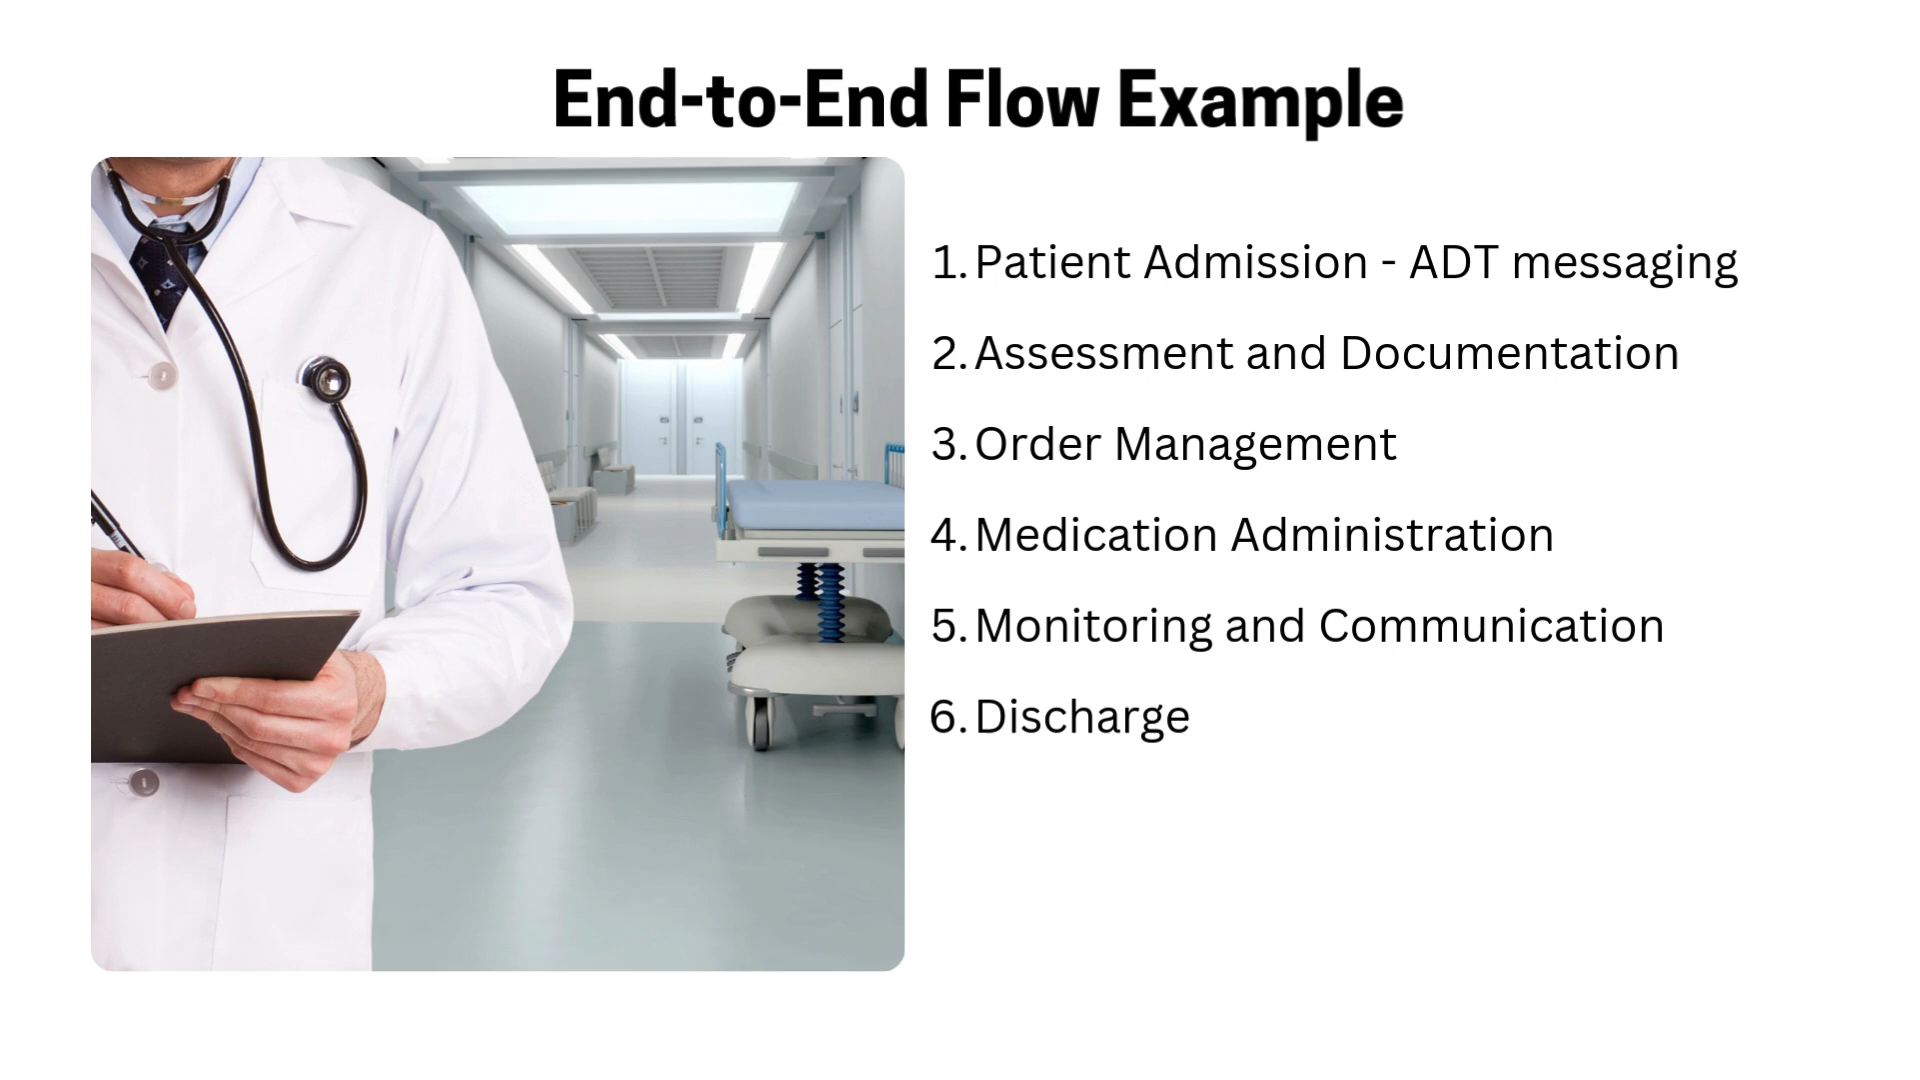 End-to-End Flow Example
1. Patient Admission - ADT messaging
2. Assessment and Documentation
3. Order Management
4. Medication Administration
5. Monitoring and Communication
6. Discharge